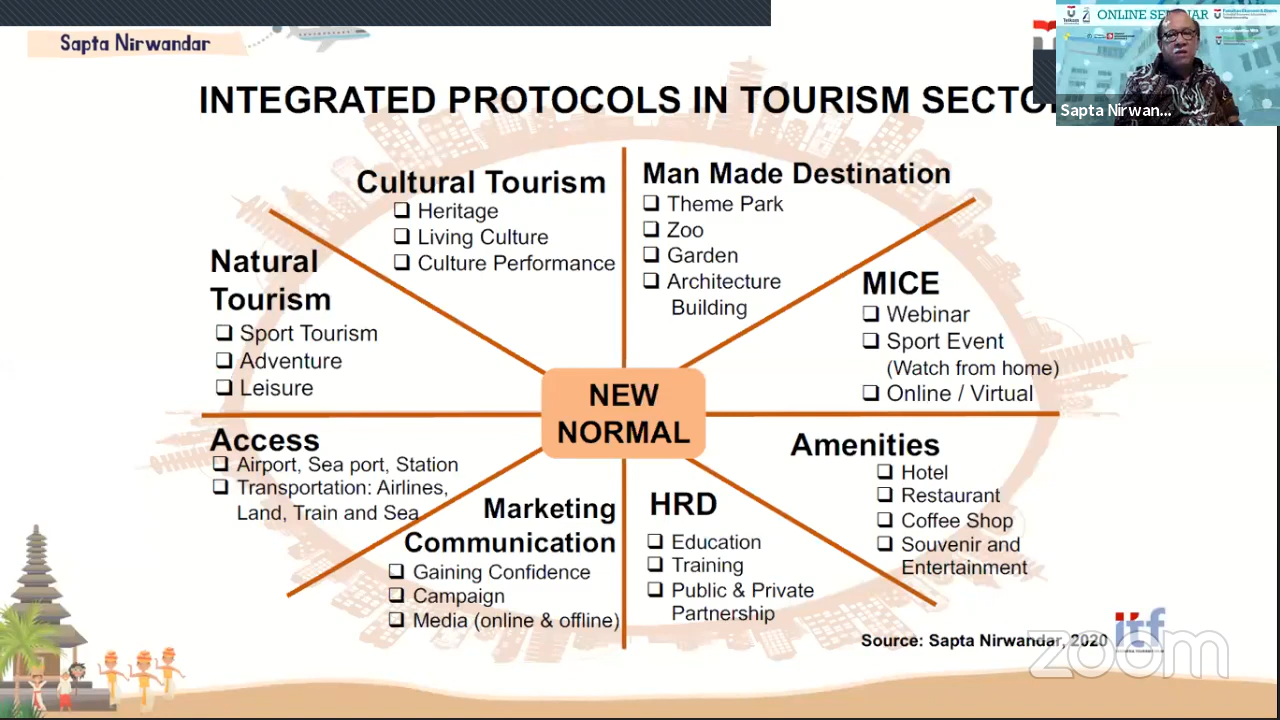 Sapta Nirwandar
ONLINE SEMINAR
Sapta Nirwan...
INTEGRATED PROTOCOLS IN TOURISM SECTO
Cultural Tourism
❑ Heritage
❑ Living Culture
❑ Culture Performance
Man Made Destination
❑ Theme Park
❑ Zoo
❑ Garden
❑ Architecture
Building
Natural
Tourism
❑ Sport Tourism
❑ Adventure
❑ Leisure
MICE
❑ Webinar
❑ Sport Event
(Watch from home)
❑ Online / Virtual
NEW
NORMAL
Access
❑ Airport, Sea port, Station
❑ Transportation: Airlines,
Land, Train and Sea
Amenities
❑ Hotel
❑ Restaurant
❑ Coffee Shop
❑ Souvenir and
Entertainment
Marketing
Communication
❑ Gaining Confidence
❑ Campaign
❑ Media (online & offline)
HRD
❑ Education
❑ Training
❑ Public & Private
Partnership
Source: Sapta Nirwandar, 2020
itf
zoom